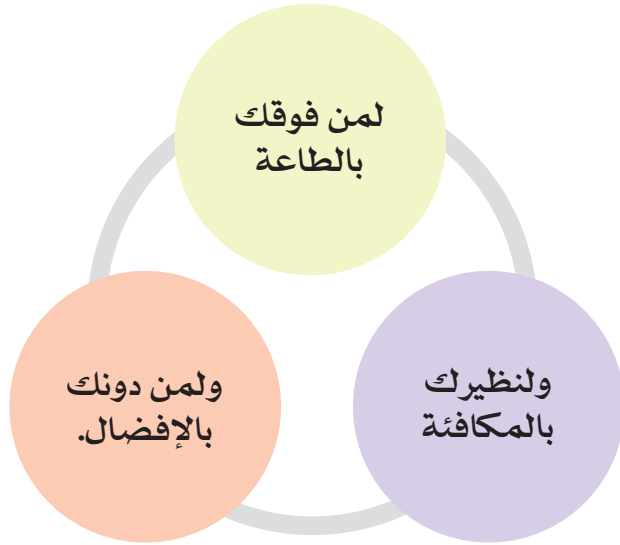 لمن فوقك
بالطاعة
ولنظيرك
بالمكافئة
ولمن دونك
بالإفضال.